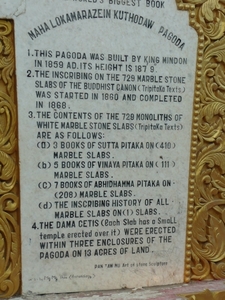 WORLD'S BIGGEST BOOK
MAHA LOKAMARAZEIN KUTHODAW PAGODA
1. THIS PAGODA WAS BUILT BY KING MINDON
IN 1859 AD. ITS HEIGHT IS 187'9"
2. THE INSCRIBING ON THE 729 MARBLE STONE
SLABS OF THE BUDDHIST CANON (TripitaKa Texts)
WAS STARTED IN 1860 AND COMPLETED
IN 1868.
3. THE CONTENTS OF THE 728 MONOLITHS OF
WHITE MARBLE STONE SLABS (TripitaKa Texts)
ARE AS FOLLOWS:
(a) 3 BOOKS OF SUTTA PITAKA ON (410)
MARBLE SLABS.
(b) 5 BOOKS OF VINAYA PITAKA ON (111)
MARBLE SLABS.
(C) 7 BOOKS OF ABHIDHAMMA PITAKA ON
(208) MARBLE SLABS.
(d) THE INSCRIBING HISTORY OF ALL
MARBLE SLABS ON (1) SLABS.
4. THE DAMA CETIS (Each Slab has a Small
temple erected over it) WERE ERECTED
WITHIN THREE ENCLOSURES OF THE
PAGODA ON 13 ACRES OF LAND.